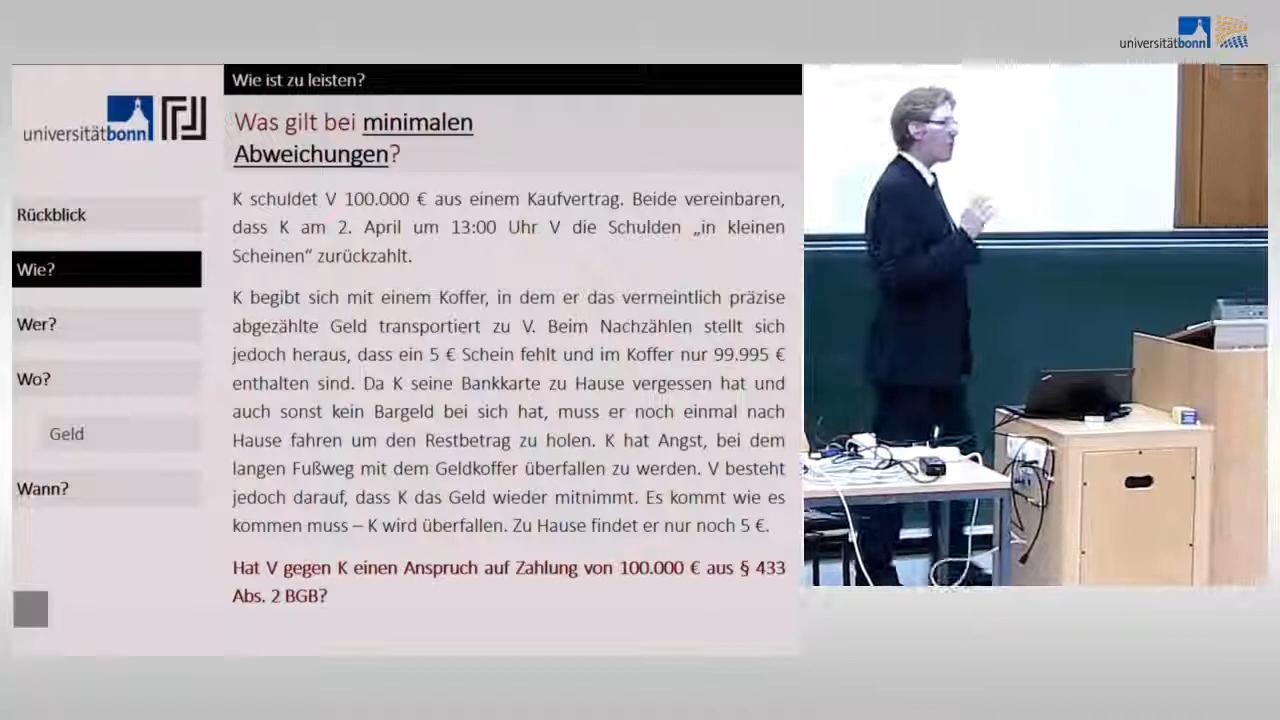 universitätbonn
Wie ist zu leisten?
universitätbonn
Was gilt bei minimalen
Abweichungen?
K schuldet V 100.000 € aus einem Kaufvertrag. Beide vereinbaren,
dass K am 2. April um 13:00 Uhr V die Schulden „in kleinen
Scheinen“ zurückzahlt.
K begibt sich mit einem Koffer, in dem er das vermeintlich präzise
abgezählte Geld transportiert zu V. Beim Nachzählen stellt sich
jedoch heraus, dass ein 5 € Schein fehlt und im Koffer nur 99.995 €
enthalten sind. Da K seine Bankkarte zu Hause vergessen hat und
auch sonst kein Bargeld bei sich hat, muss er noch einmal nach
Hause fahren um den Restbetrag zu holen. K hat Angst, bei dem
langen Fußweg mit dem Geldkoffer überfallen zu werden. V besteht
jedoch darauf, dass K das Geld wieder mitnimmt. Es kommt wie es
kommen muss – K wird überfallen. Zu Hause findet er nur noch 5 €.
Hat V gegen K einen Anspruch auf Zahlung von 100.000 € aus § 433
Abs. 2 BGB?
Rückblick
Wie?
Wer?
Wo?
Geld
Wann?